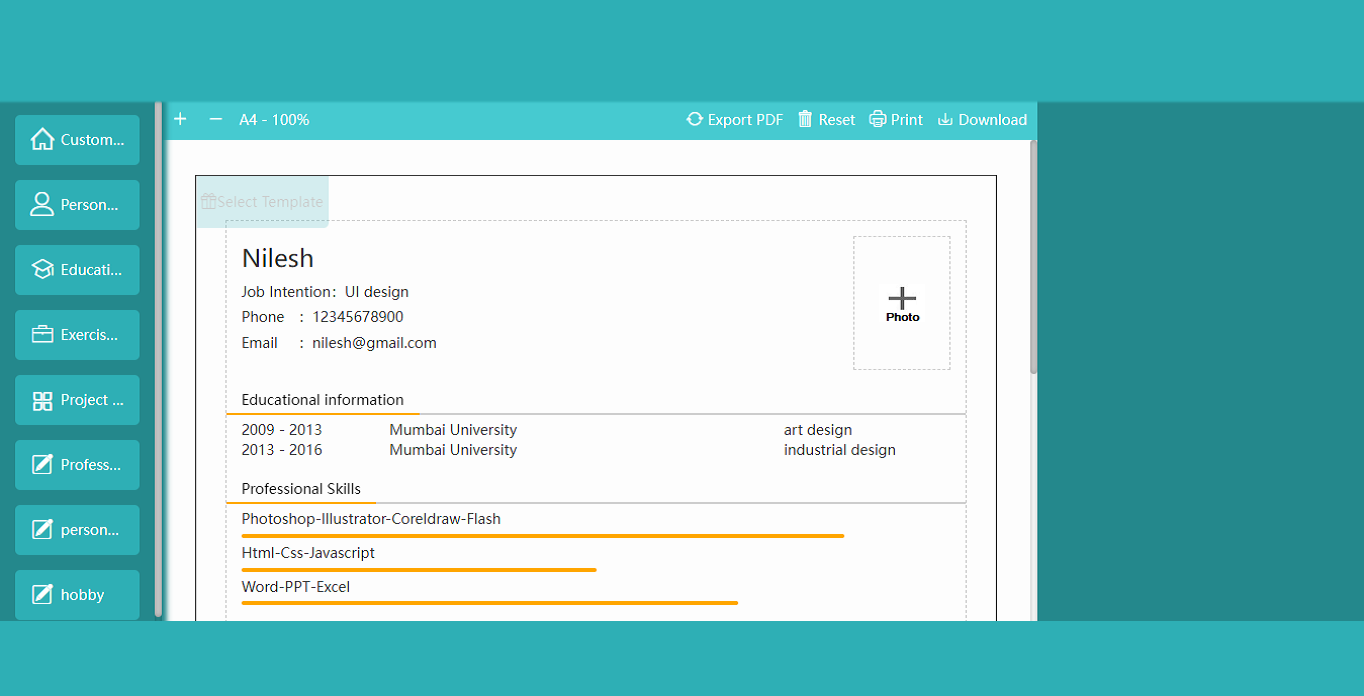 A4 - 100%
Export PDF
Reset
Print
Download
Custom...
Person...
Educati...
Exercis...
Project ...
Profess...
person...
hobby
Select Template
Nilesh
Job Intention: UI design
Phone : 12345678900
Email : nilesh@gmail.com
Photo
Educational information
2009 - 2013 Mumbai University art design
2013 - 2016 Mumbai University industrial design
Professional Skills
Photoshop-Illustrator-Coreldraw-Flash
Html-Css-Javascript
Word-PPT-Excel